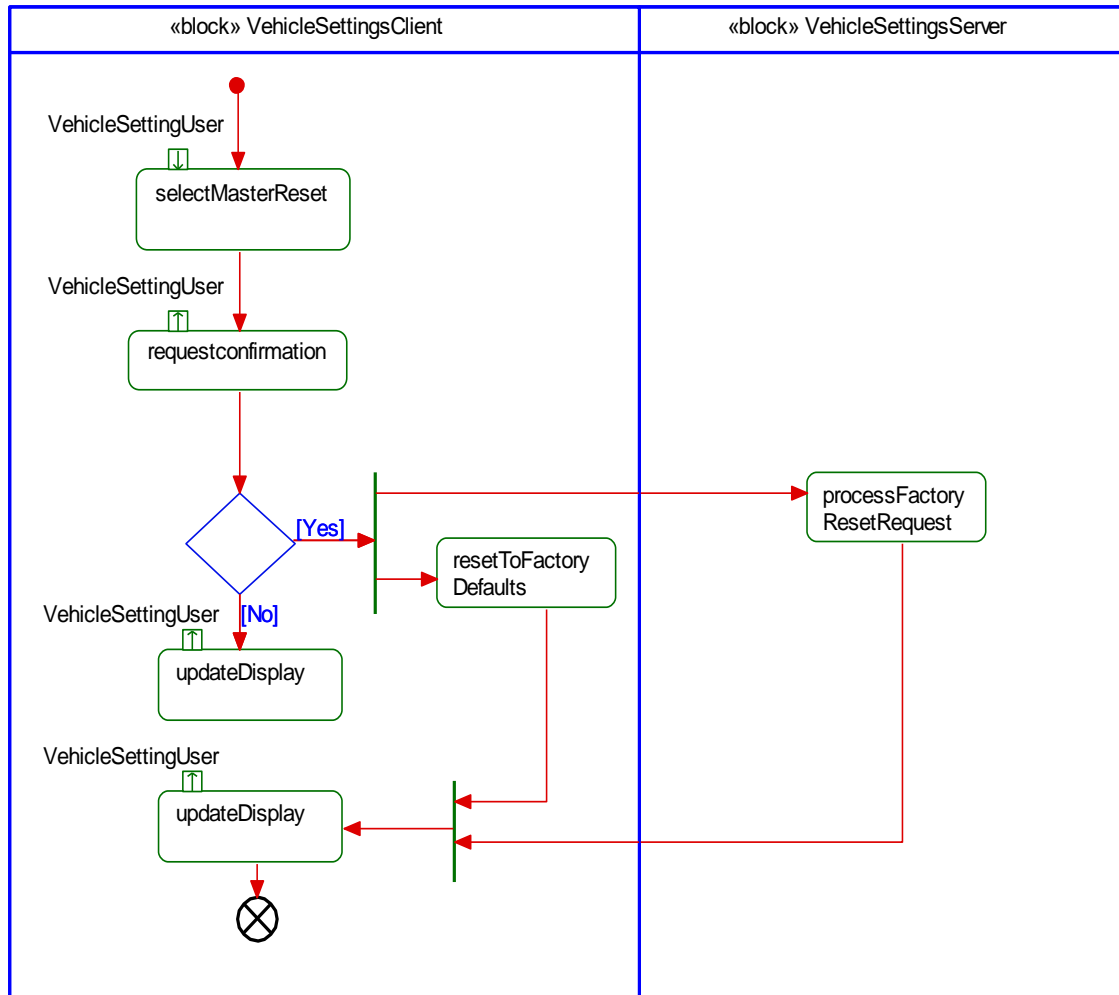 «block» VehicleSettingsClient
«block» VehicleSettingsServer
VehicleSettingUser
selectMasterReset
VehicleSettingUser
requestconfirmation
[Yes]
processFactory
ResetRequest
resetToFactory
Defaults
VehicleSettingUser
[No]
updateDisplay
VehicleSettingUser
updateDisplay